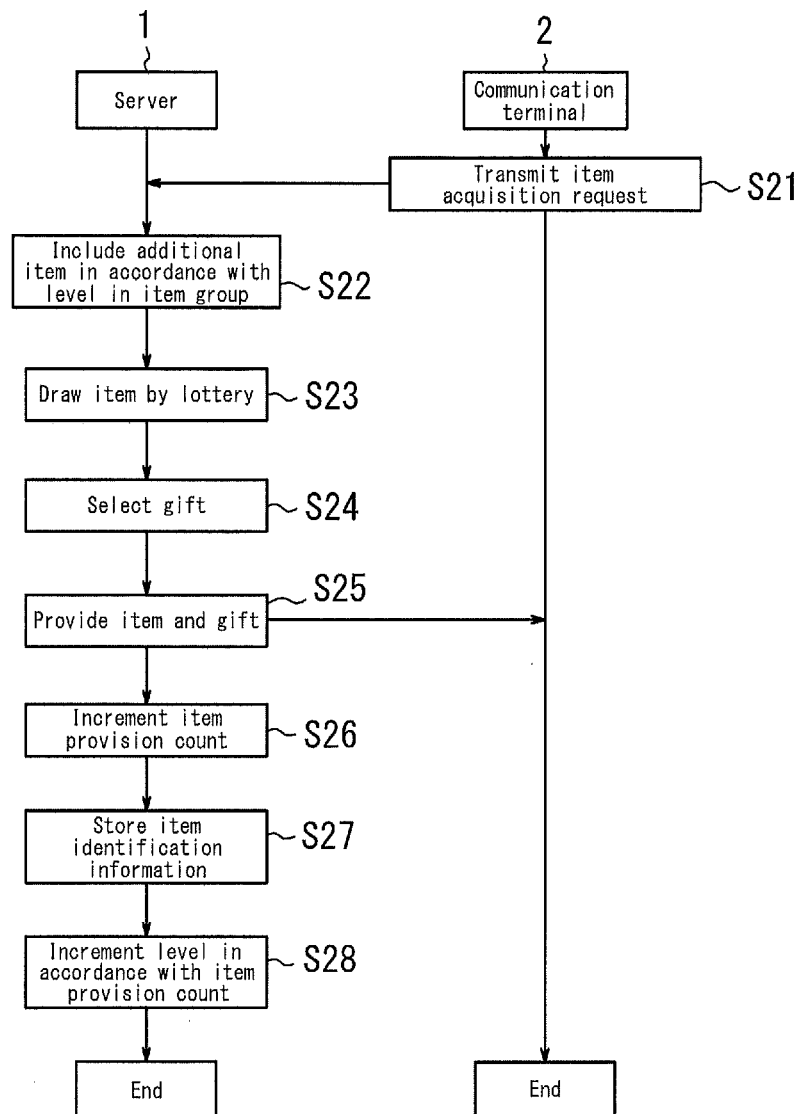 1
2
Server
Communication
terminal
Transmit item
acquisition request
S21
Include additional
item in accordance with
level in item group
S22
Draw item by lottery
S23
Select gift
S24
Provide item and gift
S25
Increment item
provision count
S26
Store item
identification
information
S27
Increment level in
accordance with item
provision count
S28
End
End